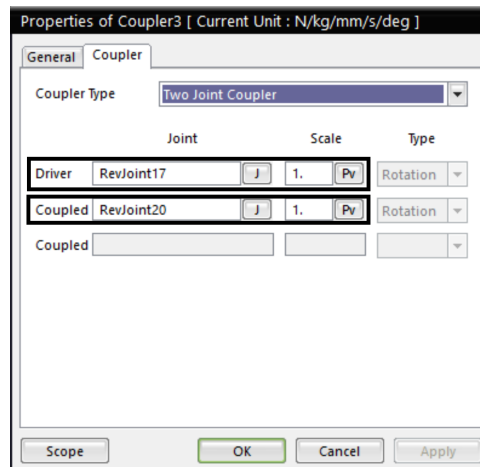 Properties of Coupler3 [ Current Unit : N/kg/mm/s/deg ]
General Coupler
Coupler Type Two Joint Coupler
Joint Scale Type
Driver RevJoint17 J 1. Pv Rotation
Coupled RevJoint20 J 1. Pv Rotation
Coupled
Scope OK Cancel Apply